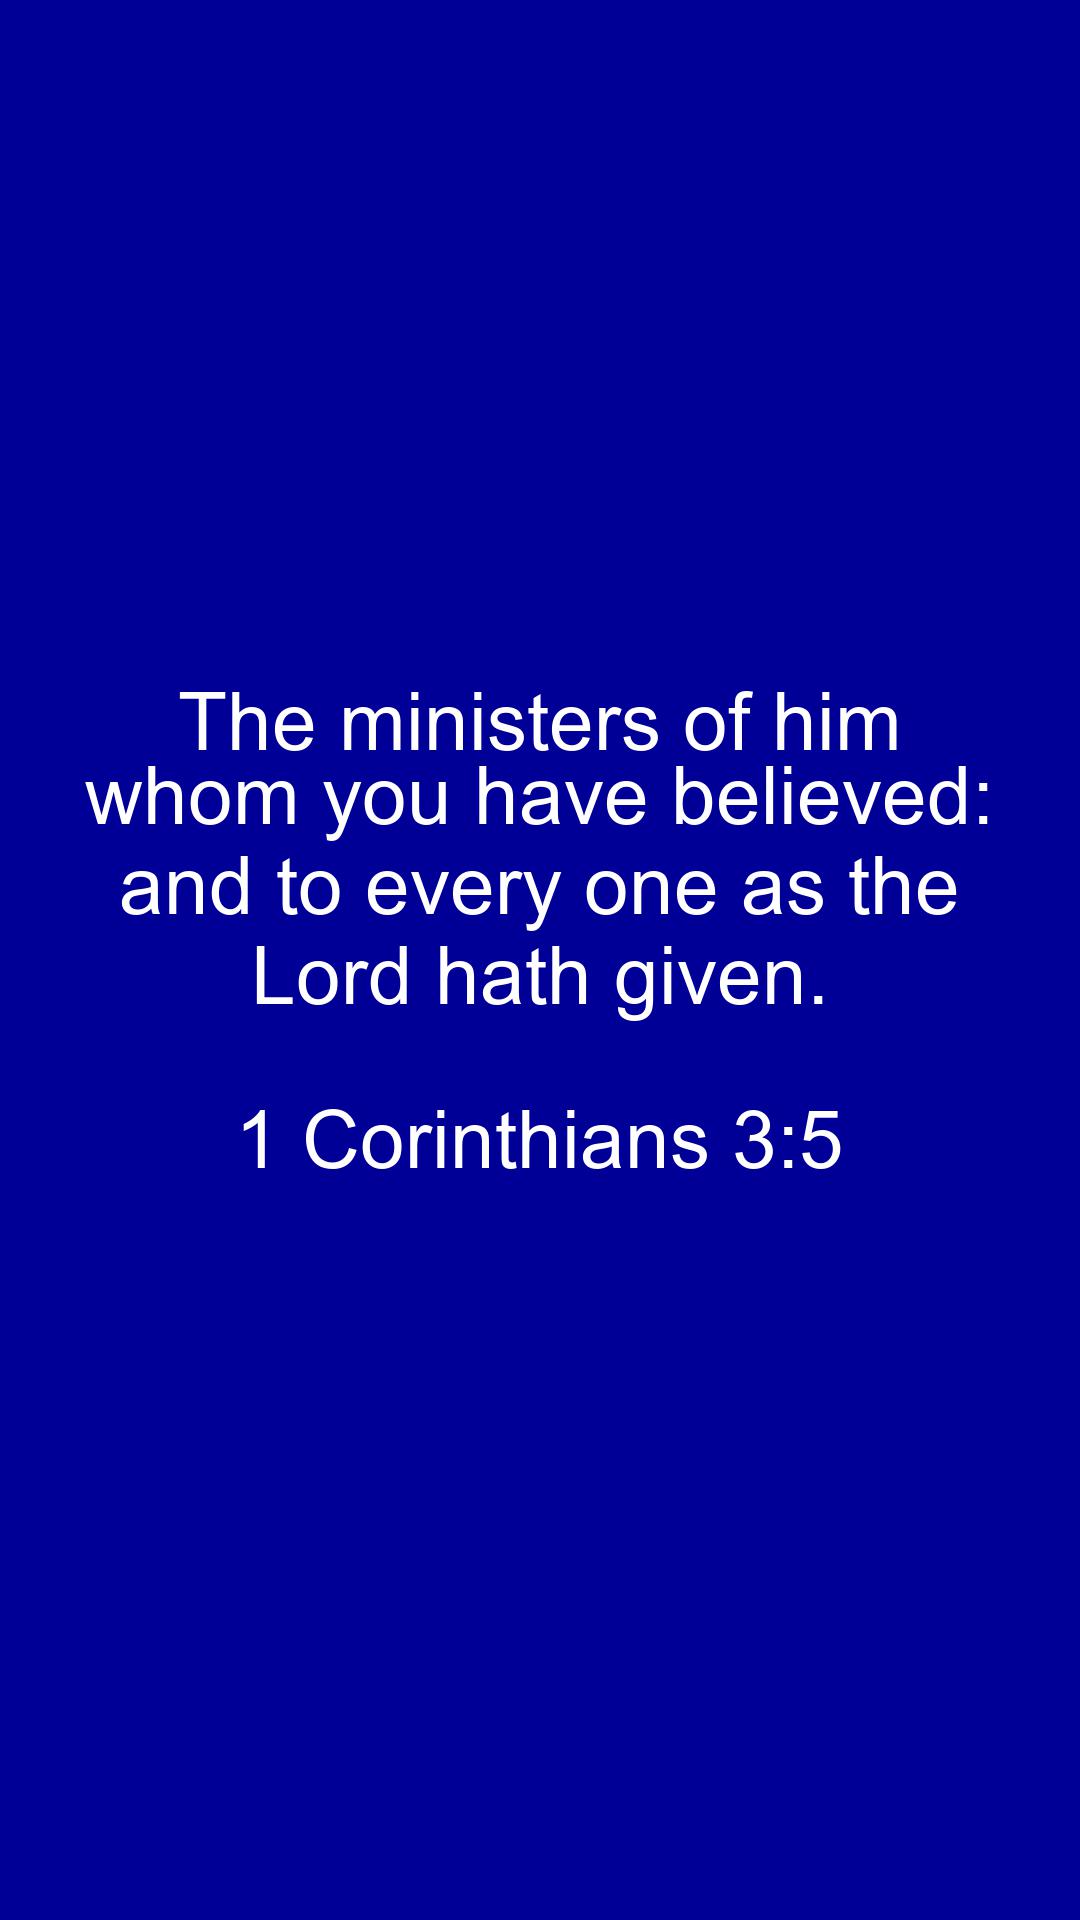 The ministers of him
whom you have believed:
and to every one as the
Lord hath given.
1 Corinthians 3:5